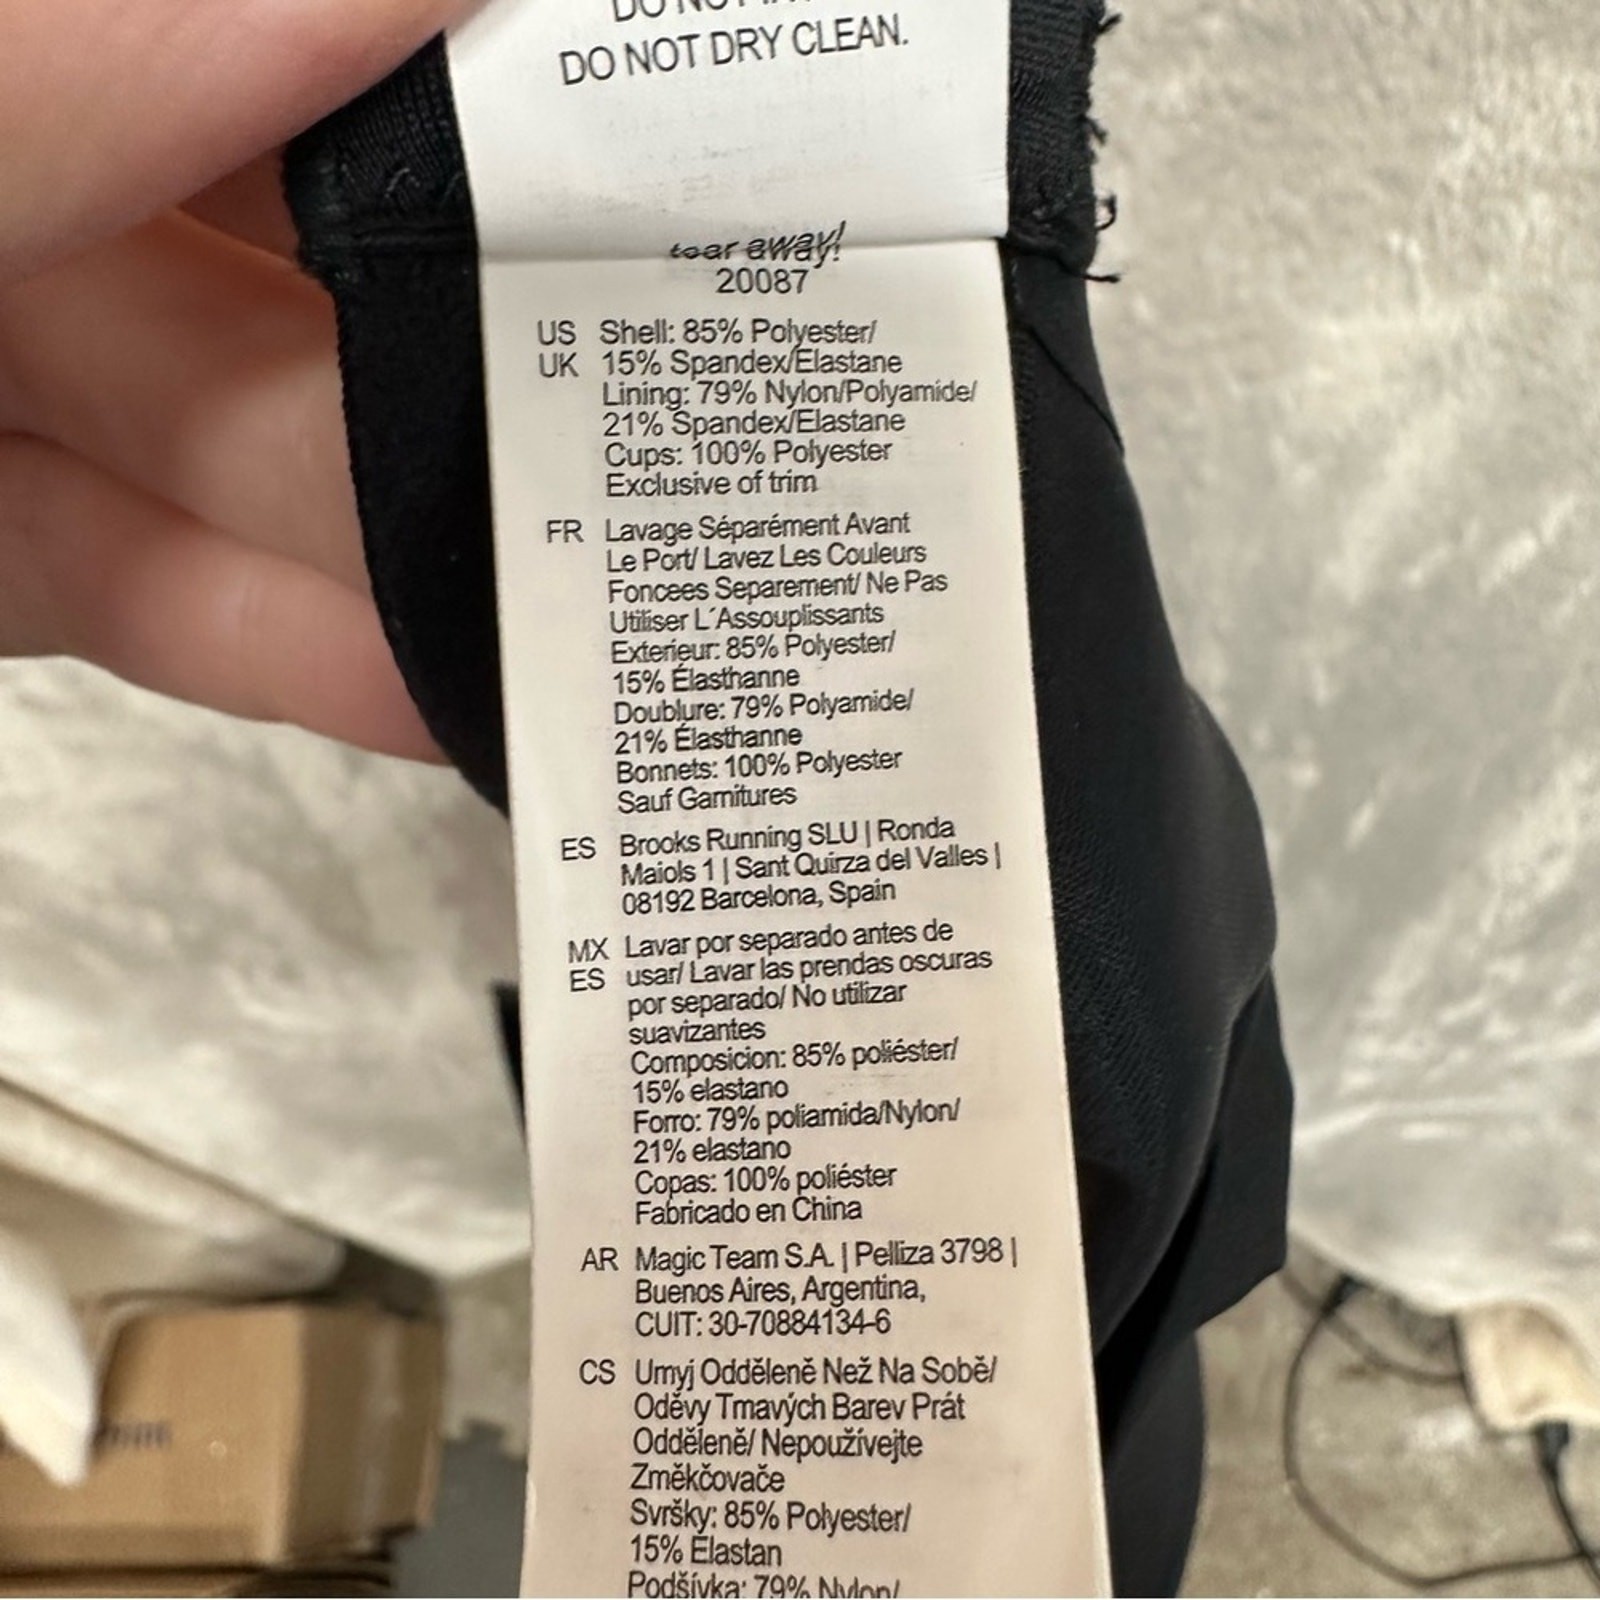 DO NOT
DO NOT DRY CLEAN.
tear away!
20087
US Shell: 85% Polyester/
UK 15% Spandex/Elastane
Lining: 79% Nylon/Polyamide/
21% Spandex/Elastane
Cups: 100% Polyester
Exclusive of trim
FR Lavage Séparément Avant
Le Port/ Lavez Les Couleurs
Foncees Separement/ Ne Pas
Utiliser L´Assouplissants
Exterieur: 85% Polyester/
15% Élasthanne
Doublure: 79% Polyamide/
21% Élasthanne
Bonnets: 100% Polyester
Sauf Garnitures
ES Brooks Running SLU | Ronda
Maiols 1 | Sant Quirza del Valles |
08192 Barcelona, Spain
MX Lavar por separado antes de
ES usar/ Lavar las prendas oscuras
por separado/ No utilizar
suavizantes
Composicion: 85% poliéster/
15% elastano
Forro: 79% poliamida/Nylon/
21% elastano
Copas: 100% poliéster
Fabricado en China
AR Magic Team S.A. | Pelliza 3798 |
Buenos Aires, Argentina,
CUIT: 30-70884134-6
CS Umyj Odděleně Než Na Sobě/
Oděvy Tmavých Barev Prát
Odděleně/ Nepoužívejte
Změkčovače
Svršky: 85% Polyester/
15% Elastan
Podšívka: 79% Nylon/